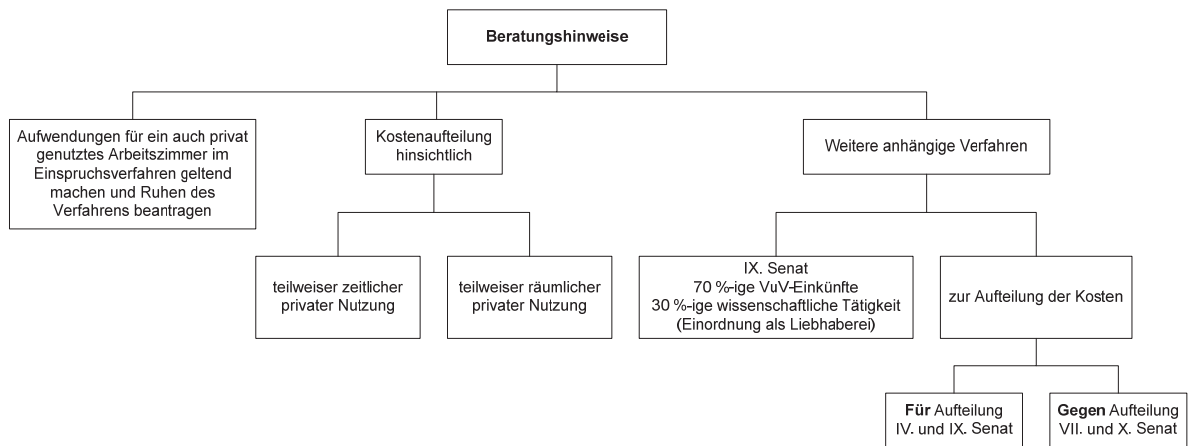 Beratungshinweise
Aufwendungen für ein auch privat
genutztes Arbeitszimmer im
Einspruchsverfahren geltend
machen und Ruhen des
Verfahrens beantragen
Kostenaufteilung
hinsichtlich
Weitere anhängige Verfahren
teilweiser zeitlicher
privater Nutzung
teilweiser räumlicher
privater Nutzung
IX. Senat
70 %-ige VuV-Einkünfte
30 %-ige wissenschaftliche Tätigkeit
(Einordnung als Liebhaberei)
zur Aufteilung der Kosten
Für Aufteilung
IV. und IX. Senat
Gegen Aufteilung
VII. und X. Senat